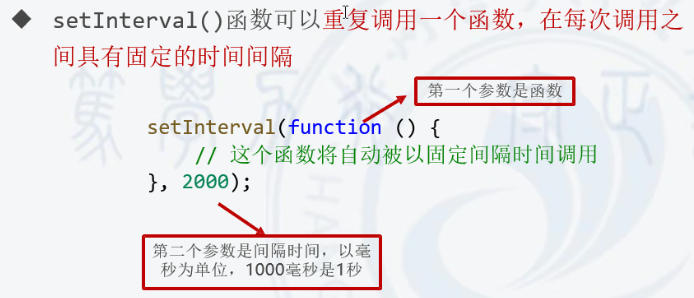 ◆ setInterval()函数可以重复调用一个函数，在每次调用之
间具有固定的时间间隔
第一个参数是函数
setInterval(function () {
// 这个函数将自动被以固定间隔时间调用
}, 2000);
第二个参数是间隔时间，以毫
秒为单位，1000毫秒是1秒